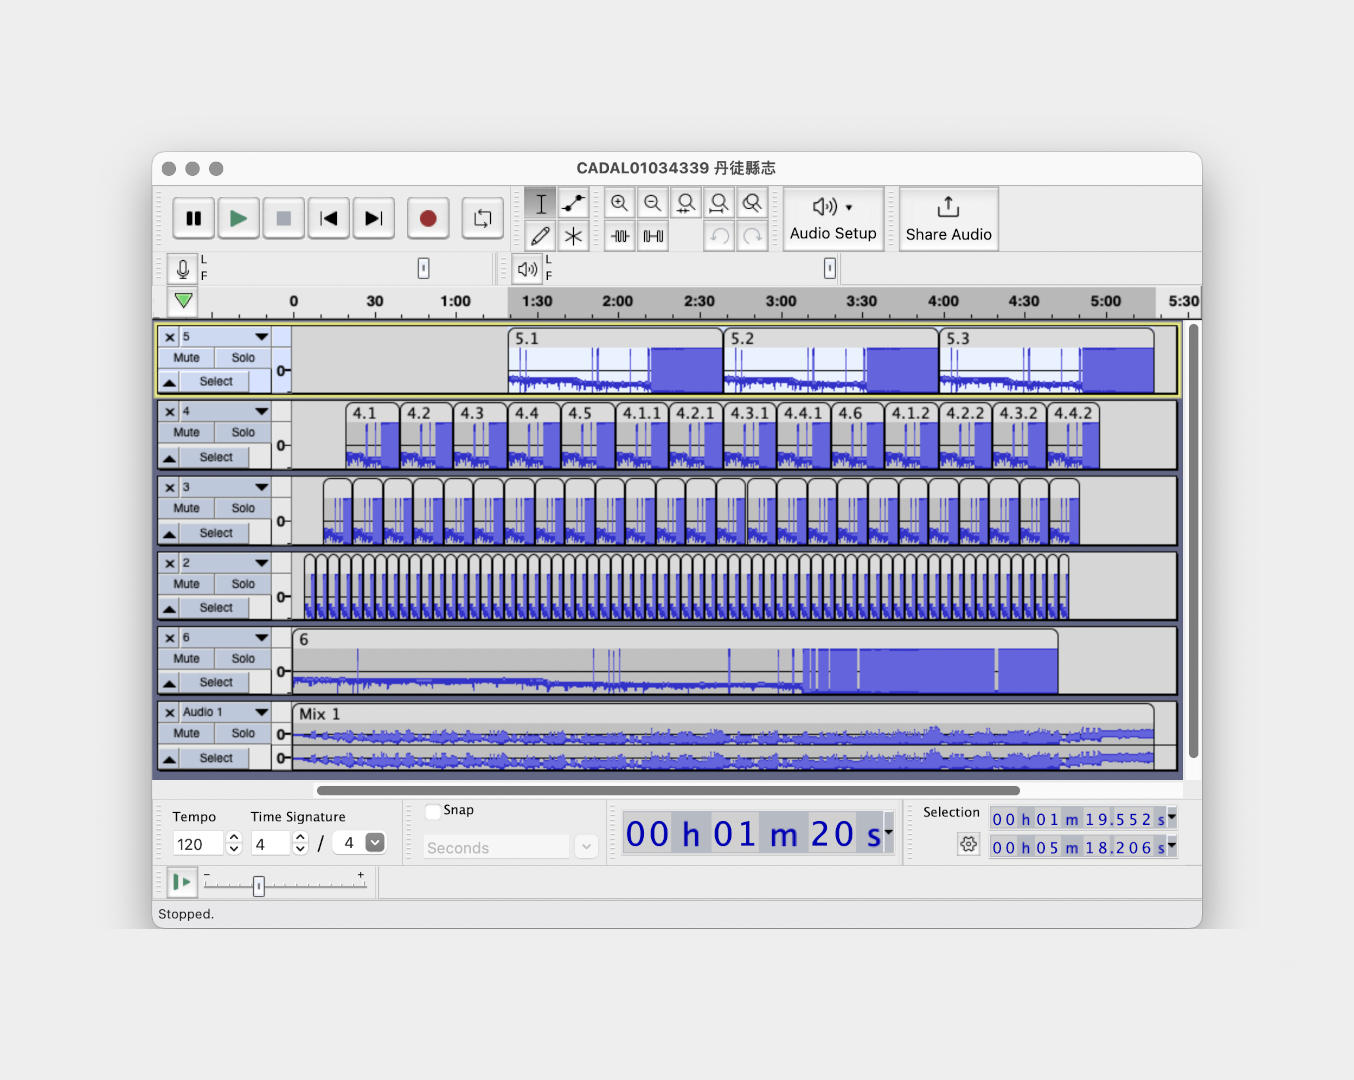 CADAL01034339 丹徒縣志
Audio Setup
Share Audio
L
F
L
F
0 30 1:00 1:30 2:00 2:30 3:00 3:30 4:00 4:30 5:00 5:30
5
Mute Solo
Select
0-
5.1 5.2 5.3
4
Mute Solo
Select
0-
4.1 4.2 4.3 4.4 4.5 4.1.1 4.2.1 4.3.1 4.4.1 4.6 4.1.2 4.2.2 4.3.2 4.4.2
3
Mute Solo
Select
0-
2
Mute Solo
Select
0-
6
Mute Solo
Select
0-
6
Audio 1
Mute Solo
Select
0-
0-
Mix 1
Tempo Time Signature
120 4 / 4
Snap
Seconds
00 h 01 m 20 s
Selection
00 h 01 m 19.552 s
00 h 05 m 18.206 s
- +
Stopped.